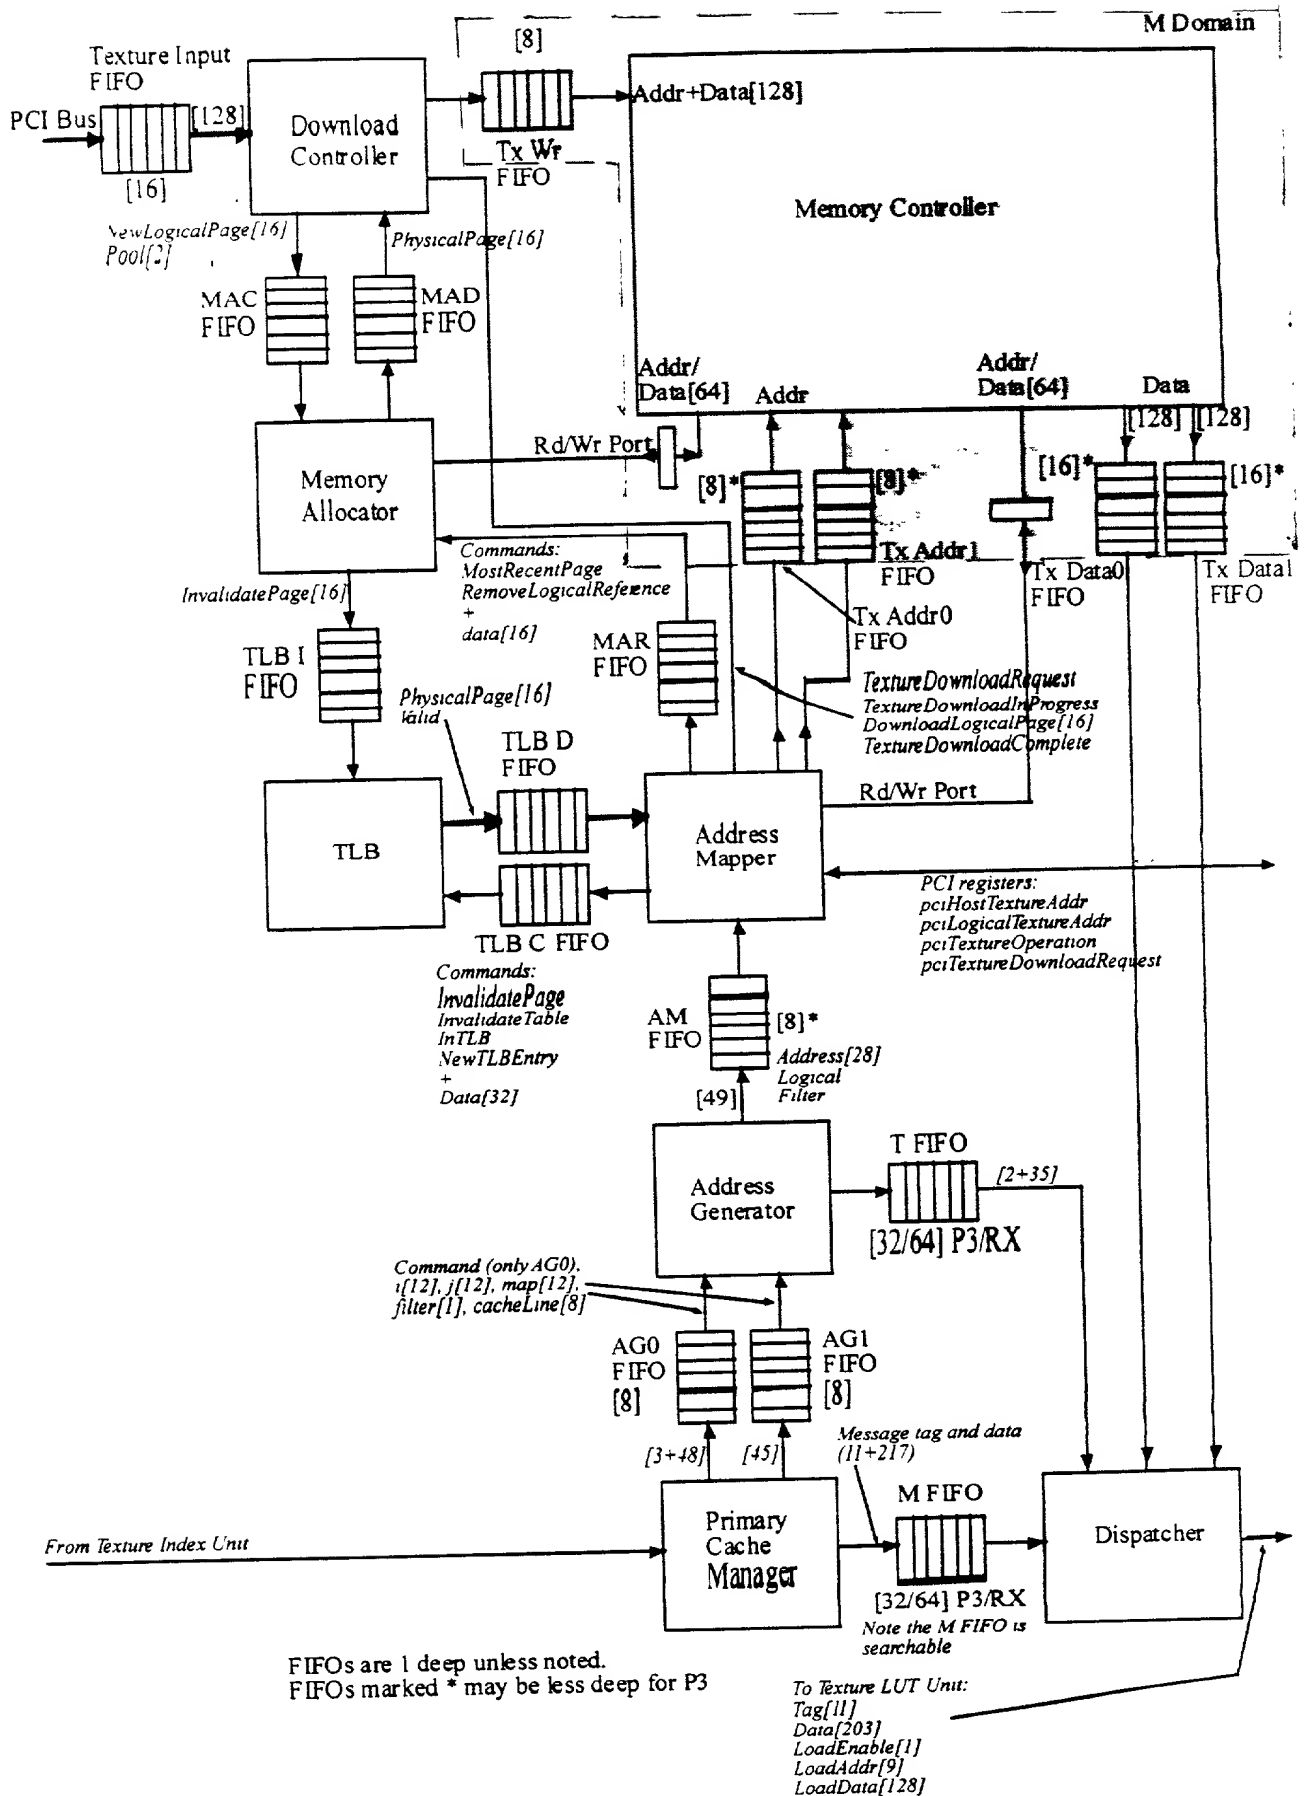 M Domain
Texture Input
FIFO
[8]
PCI Bus
[128]
[16]
Download
Controller
Addr+Data[128]
Tx Wr
FIFO
Memory Controller
NewLogicalPage[16]
Pool[2]
PhysicalPage[16]
MAC
FIFO
MAD
FIFO
Addr/
Data[64]
Addr
Addr/
Data[64]
Data
[128]
[128]
Rd/Wr Port
[8]*
[8]*
[16]*
[16]*
Memory
Allocator
Tx Addr1
FIFO
Tx Data0
FIFO
Tx Data1
FIFO
Commands:
MostRecentPage
RemoveLogicalReference
+
data[16]
InvalidatePage[16]
Tx Addr0
FIFO
TLB I
FIFO
MAR
FIFO
PhysicalPage[16]
Valid
TextureDownloadRequest
TextureDownloadInProgress
DownloadLogicalPage[16]
TextureDownloadComplete
TLB D
FIFO
Rd/Wr Port
TLB
Address
Mapper
PCI registers:
pciHostTextureAddr
pciLogicalTextureAddr
pciTextureOperation
pciTextureDownloadRequest
TLB C FIFO
Commands:
InvalidatePage
InvalidateTable
InTLB
NewTLBEntry
+
Data[32]
AM
FIFO
[8]*
Address[28]
Logical
Filter
[49]
T FIFO
[2+35]
Address
Generator
[32/64] P3/RX
Command (only AG0),
i[12], j[12], map[12],
filter[1], cacheLine[8]
AG0
FIFO
[8]
AG1
FIFO
[8]
[3+48]
[45]
Message tag and data
(11+217)
M FIFO
Primary
Cache
Manager
Dispatcher
From Texture Index Unit
[32/64] P3/RX
Note the M FIFO is
searchable
FIFOs are 1 deep unless noted.
FIFOs marked * may be less deep for P3
To Texture LUT Unit:
Tag[11]
Data[203]
LoadEnable[1]
LoadAddr[9]
LoadData[128]